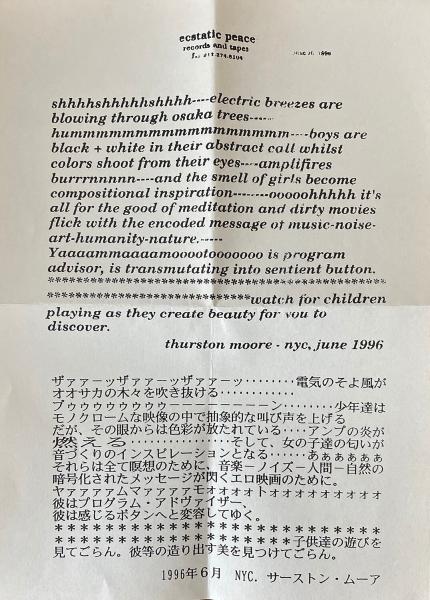 ecstatic peace
records and tapes
1996
shhhhshhhhhshhhh----electric breezes are
blowing through osaka trees-----
hummmmmmmmmmmmmmmmmm----boys are
black + white in their abstract call whilst
colors shoot from their eyes----amplifires
burrrnnnnn----and the smell of girls become
compositional inspiration--------ooooohhhhh it's
all for the good of meditation and dirty movies
flick with the encoded message of music-noise-
art-humanity-nature.-----
Yaaaammaaaamooootooooooo is program
advisor, is transmutating into sentient button.
******************************************
*********************watch for children
playing as they create beauty for you to
discover.
thurston moore - nyc, june 1996
ザァァーッザァァーッザァァーッ‥‥‥‥電気のそよ風が
オオサカの木々を吹き抜ける‥‥‥‥‥
ブゥゥゥゥゥゥゥゥーーーーーーーーン‥‥‥‥少年達は
モノクロームな映像の中で抽象的な叫び声を上げる
だが、その眼からは色彩が放たれている‥‥アンプの炎が
燃える‥‥‥‥‥‥‥そして、女の子達の匂いが
音づくりのインスピレーションとなる‥‥‥あぁぁぁぁぁ
それらは全て瞑想のために、音楽－ノイズ－人間－自然の
暗号化されたメッセージが閃くエロ映画のために。
ヤァァァァムマァァァァモォォォォトォォォォォォォォォ
彼はプログラム・アドヴァイザー、
彼は感じるボタンへと変容してゆく。
＊＊＊＊＊＊＊＊＊＊＊＊＊＊＊＊＊＊＊＊＊＊
＊＊＊＊＊＊＊＊＊＊＊＊＊＊＊＊子供達の遊びを
見てごらん。彼等の造り出す美を見つけてごらん。
1996年6月 NYC. サーストン・ムーア